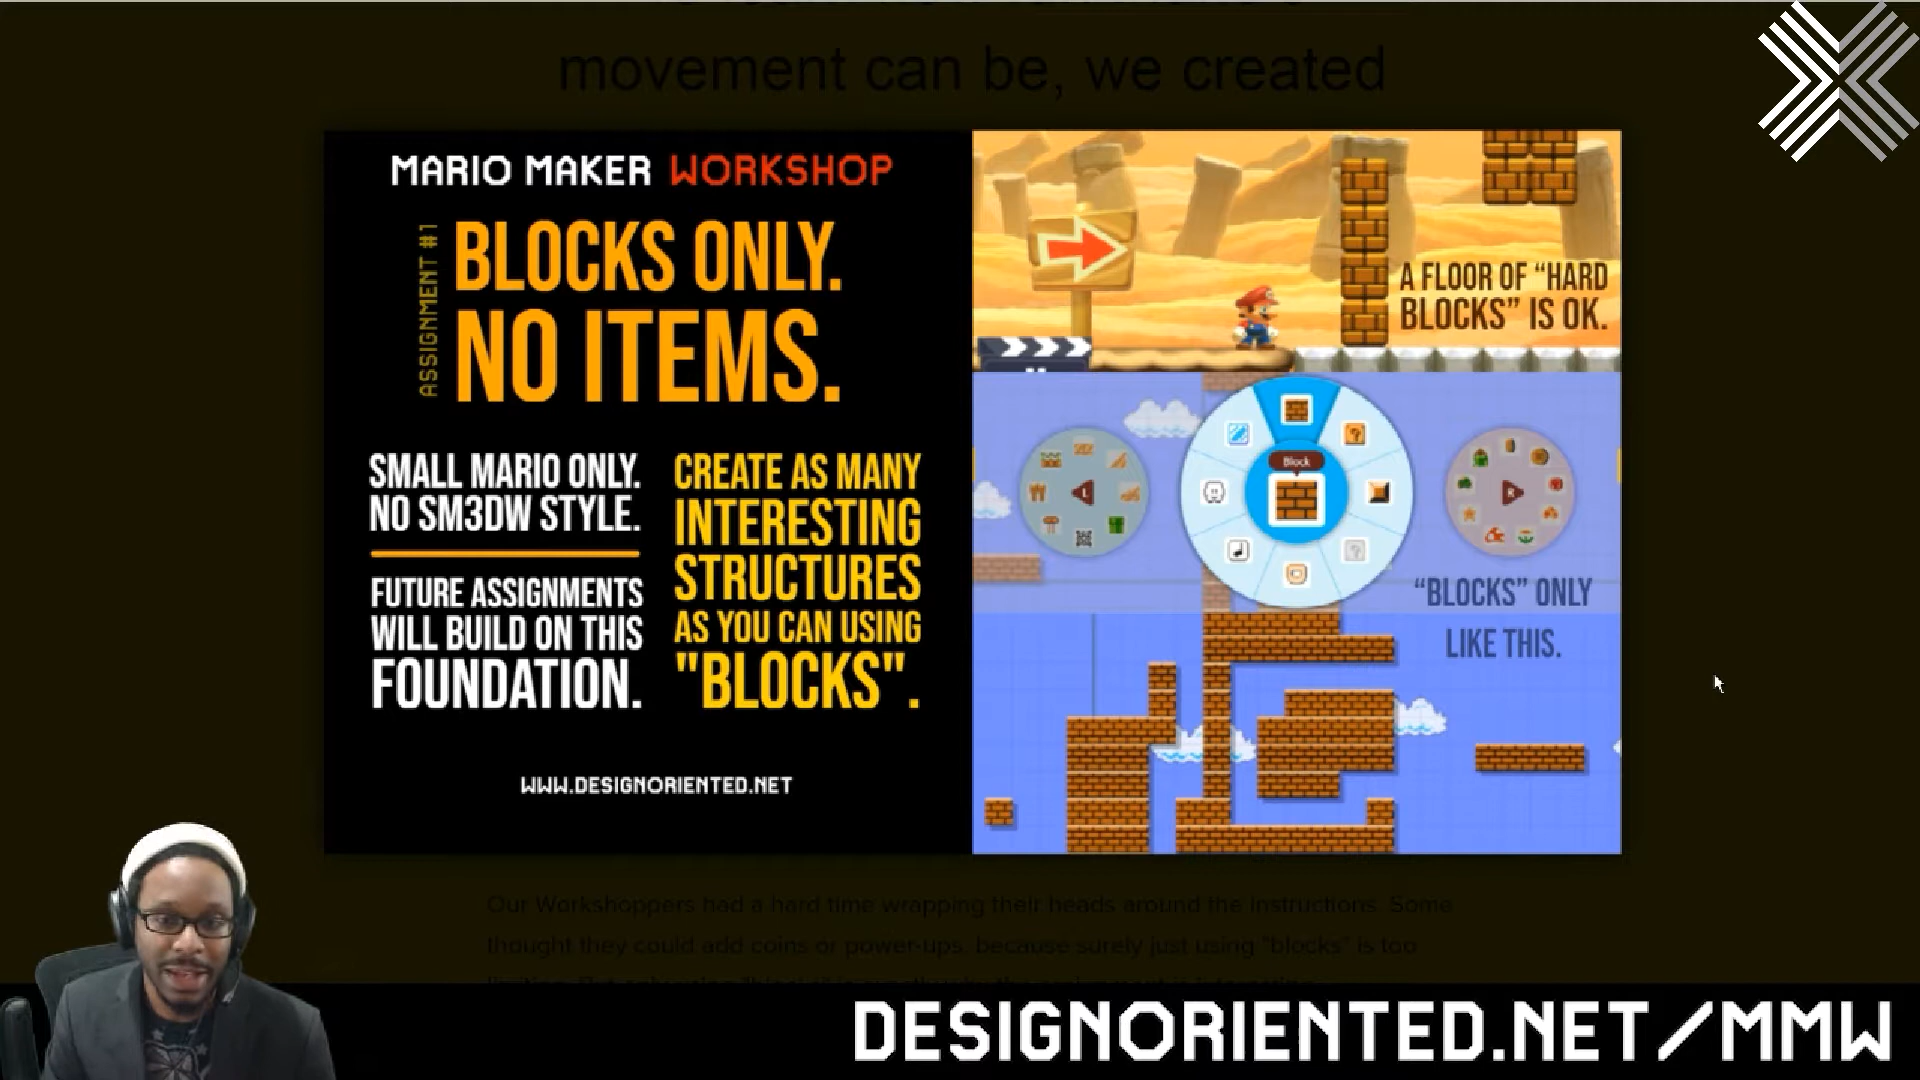 movement can be, we created
MARIO MAKER WORKSHOP
ASSIGNMENT #1
BLOCKS ONLY.
NO ITEMS.
SMALL MARIO ONLY.
NO SM3DW STYLE.
FUTURE ASSIGNMENTS
WILL BUILD ON THIS
FOUNDATION.
CREATE AS MANY
INTERESTING
STRUCTURES
AS YOU CAN USING
"BLOCKS".
WWW.DESIGNORIENTED.NET
A FLOOR OF “HARD
BLOCKS” IS OK.
L
Block
R
“BLOCKS” ONLY
LIKE THIS.
Our Workshoppers had a hard time wrapping their heads around the instructions. Some
thought they could add coins or power-ups, because surely just using "blocks" is too
DESIGNORIENTED.NET/MMW